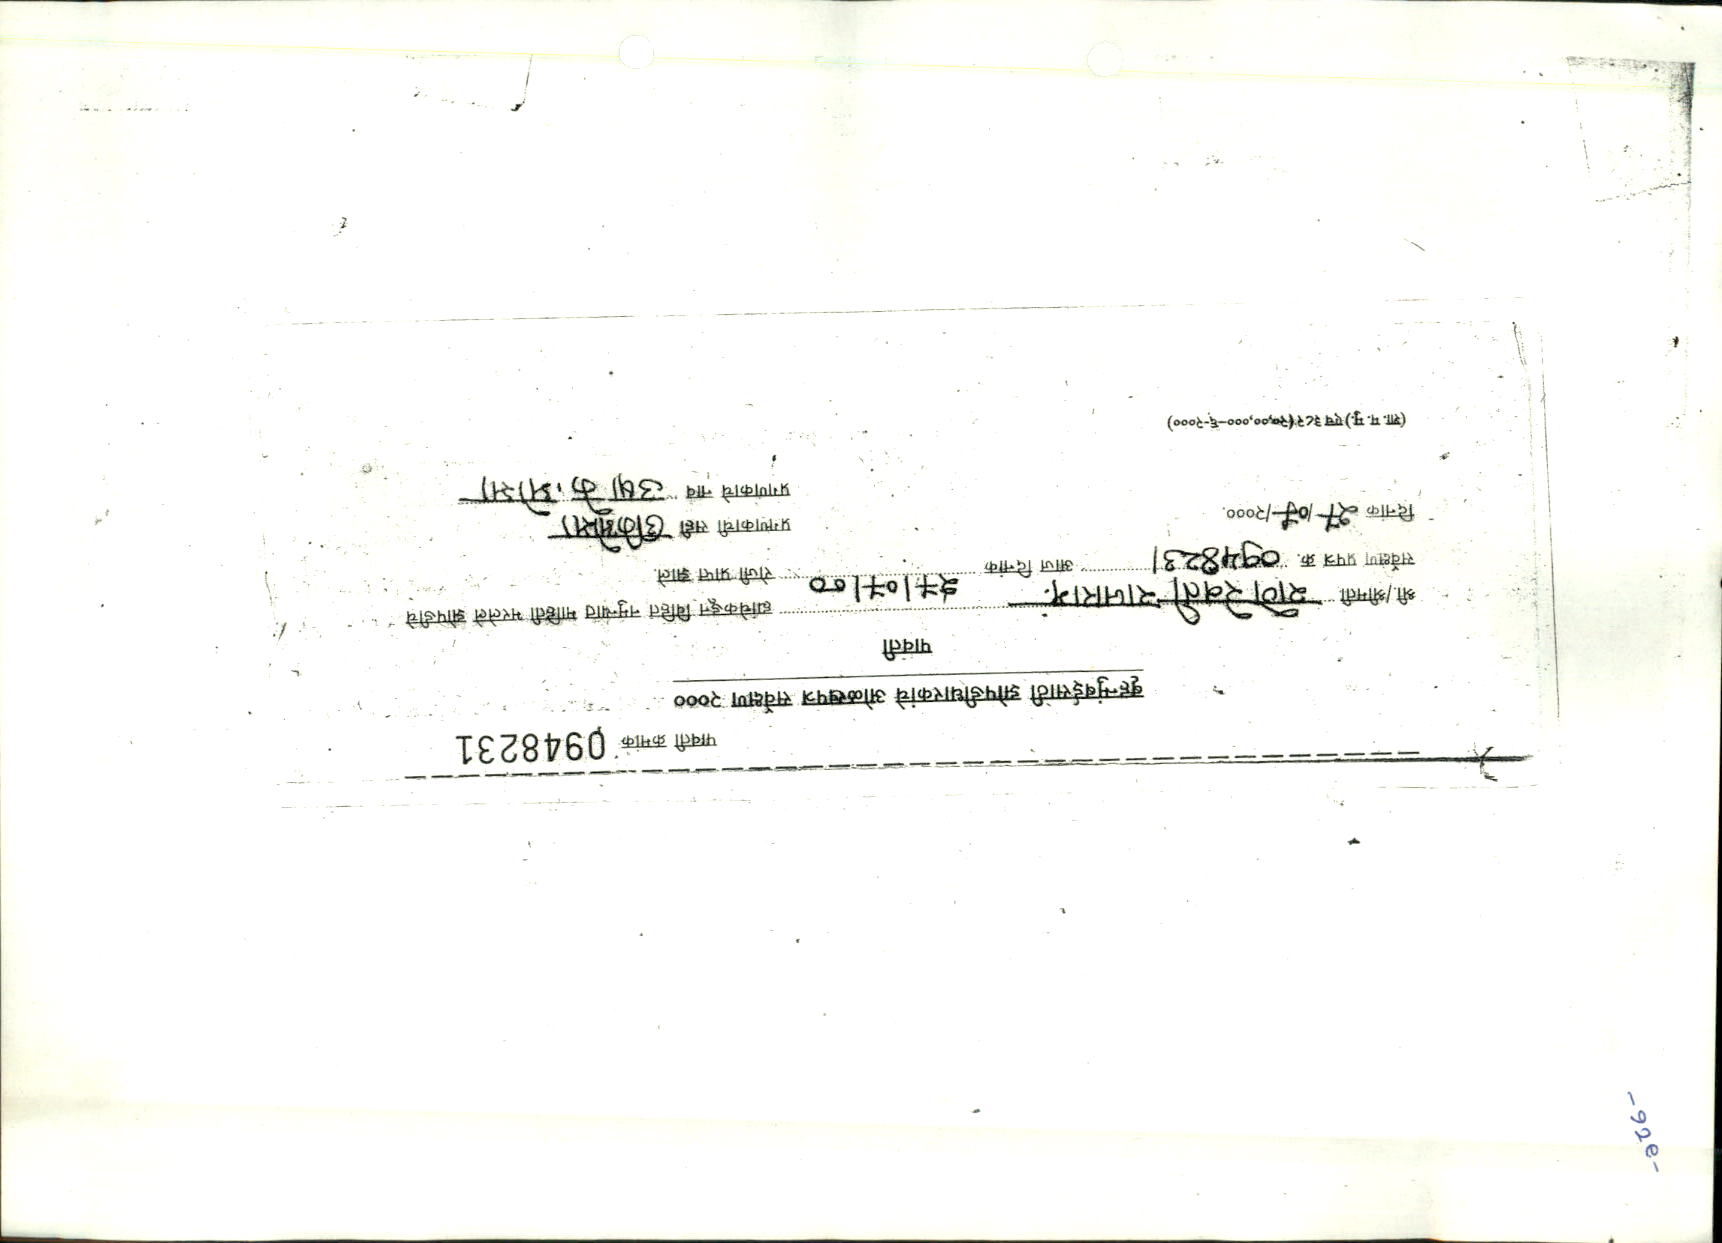 -९२e-
पावती क्रमांक 0948231
बृहन्मुंबईसाठी झोपडीधारकांचे ओळखपत्र सर्वेक्षण २०००
पावती
श्री./श्रीमती राणे रेवती राजाराम. ह्यांचेकडून विहित नमुन्यात माहिती भरलेले झोपडीचे
सर्वेक्षण प्रपत्र क्र. 0948231 आज दिनांक 27/07/00 रोजी प्राप्त झाले.
दिनांक 27/07/२०००. प्रगणकाची सही
प्रगणकाचे नाव उषा के.
(शा. म. मु.) एच ३८२ (२०,००,०००-६-२०००)